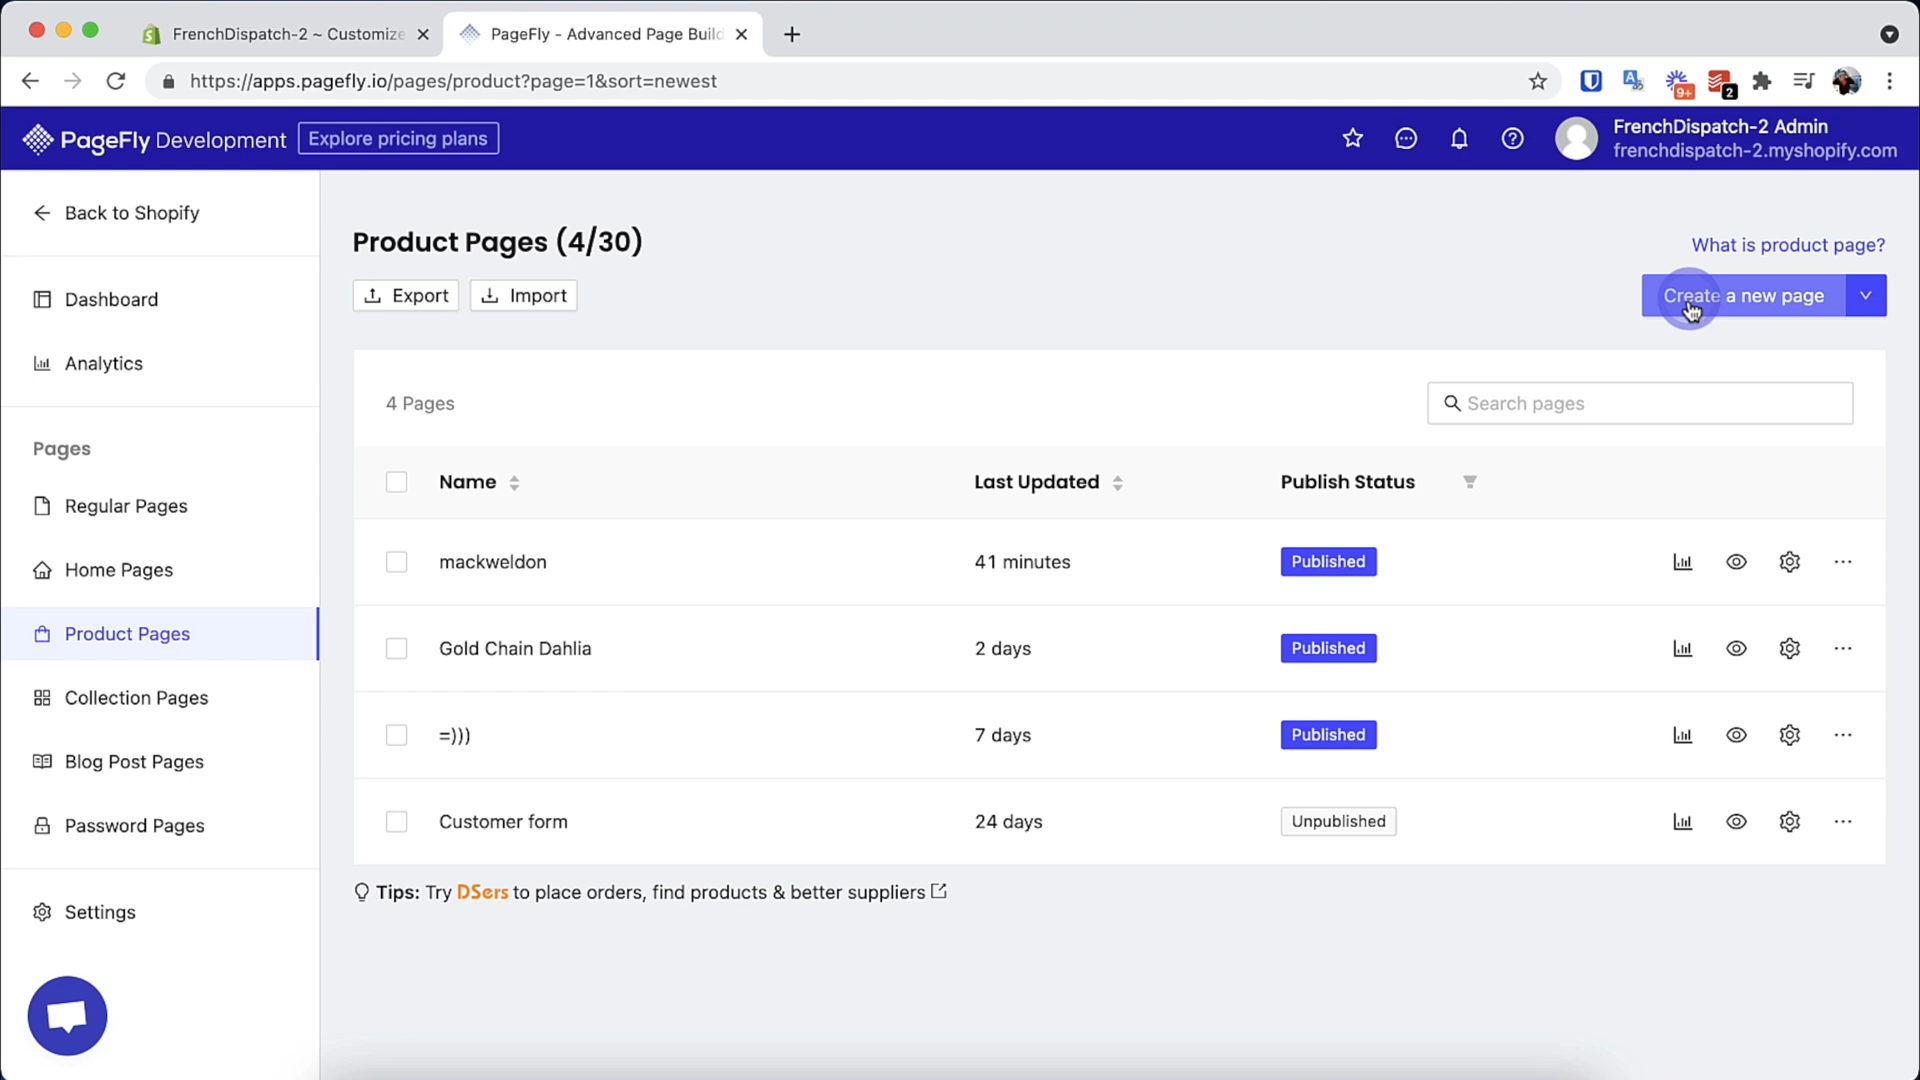 FrenchDispatch-2 ~ Customize
PageFly - Advanced Page Build
https://apps.pagefly.io/pages/product?page=1&sort=newest
9+
2
PageFly Development
Explore pricing plans
FrenchDispatch-2 Admin
frenchdispatch-2.myshopify.com
Back to Shopify
Dashboard
Analytics
Pages
Regular Pages
Home Pages
Product Pages
Collection Pages
Blog Post Pages
Password Pages
Settings
Product Pages (4/30)
What is product page?
Export
Import
Create a new page
4 Pages
Search pages
Name
Last Updated
Publish Status
mackweldon
41 minutes
Published
Gold Chain Dahlia
2 days
Published
=)))
7 days
Published
Customer form
24 days
Unpublished
Tips: Try DSers to place orders, find products & better suppliers